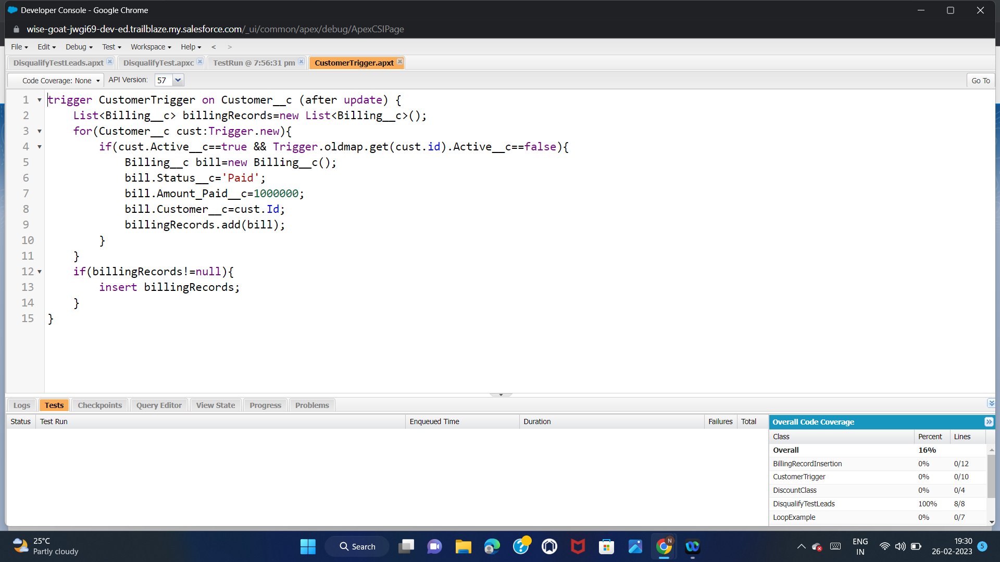 Developer Console - Google Chrome
wise-goat-jwgi69-dev-ed.trailblaze.my.salesforce.com/_ui/common/apex/debug/ApexCSIPage
File Edit Debug Test Workspace Help < >
DisqualifyTestLeads.apxt DisqualifyTest.apxc TestRun @ 7:56:31 pm CustomerTrigger.apxt
Code Coverage: None API Version: 57 Go To
1 trigger CustomerTrigger on Customer__c (after update) {
2 List<Billing__c> billingRecords=new List<Billing__c>();
3 for(Customer__c cust:Trigger.new){
4 if(cust.Active__c==true && Trigger.oldmap.get(cust.id).Active__c==false){
5 Billing__c bill=new Billing__c();
6 bill.Status__c='Paid';
7 bill.Amount_Paid__c=1000000;
8 bill.Customer__c=cust.Id;
9 billingRecords.add(bill);
10 }
11 }
12 if(billingRecords!=null){
13 insert billingRecords;
14 }
15 }
Logs Tests Checkpoints Query Editor View State Progress Problems
Status Test Run Enqueued Time Duration Failures Total
Overall Code Coverage
Class Percent Lines
Overall 16%
BillingRecordInsertion 0% 0/12
CustomerTrigger 0% 0/10
DiscountClass 0% 0/4
DisqualifyTestLeads 100% 8/8
LoopExample 0% 0/7
25°C
Partly cloudy
Search
N
ENG
IN
19:30
26-02-2023
5